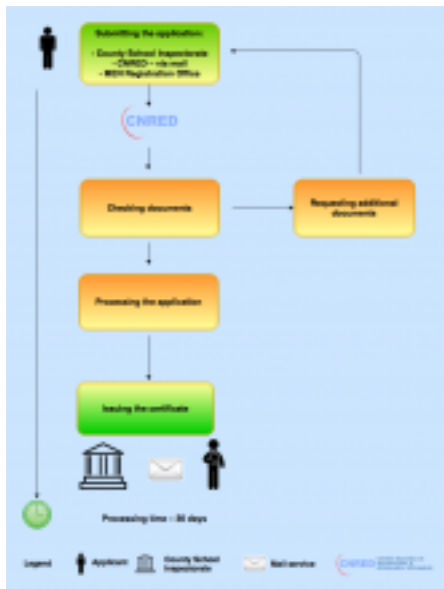 Submitting the application:
- County School Inspectorate
- CNRED – via mail
- MEN Registration Office
CNRED
Checking documents
Requesting additional
documents
Processing the application
Issuing the certificate
Processing time – 30 days
Legend
Applicant
County School
Inspectorate
Mail service
CNRED